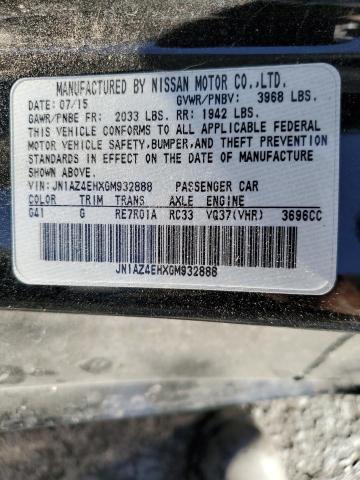 MANUFACTURED BY NISSAN MOTOR CO.,LTD.
DATE: 07/15 GVWR/PNBV: 3968 LBS.
GAWR/PNBE FR: 2033 LBS. RR: 1942 LBS.
THIS VEHICLE CONFORMS TO ALL APPLICABLE FEDERAL
MOTOR VEHICLE SAFETY,BUMPER,AND THEFT PREVENTION
STANDARDS IN EFFECT ON THE DATE OF MANUFACTURE
SHOWN ABOVE.
VIN: JN1AZ4EHXGM932888 PASSENGER CAR
COLOR TRIM TRANS AXLE ENGINE
G41 G RE7R01A RC33 VQ37(VHR) 3696CC
JN1AZ4EHXGM932888